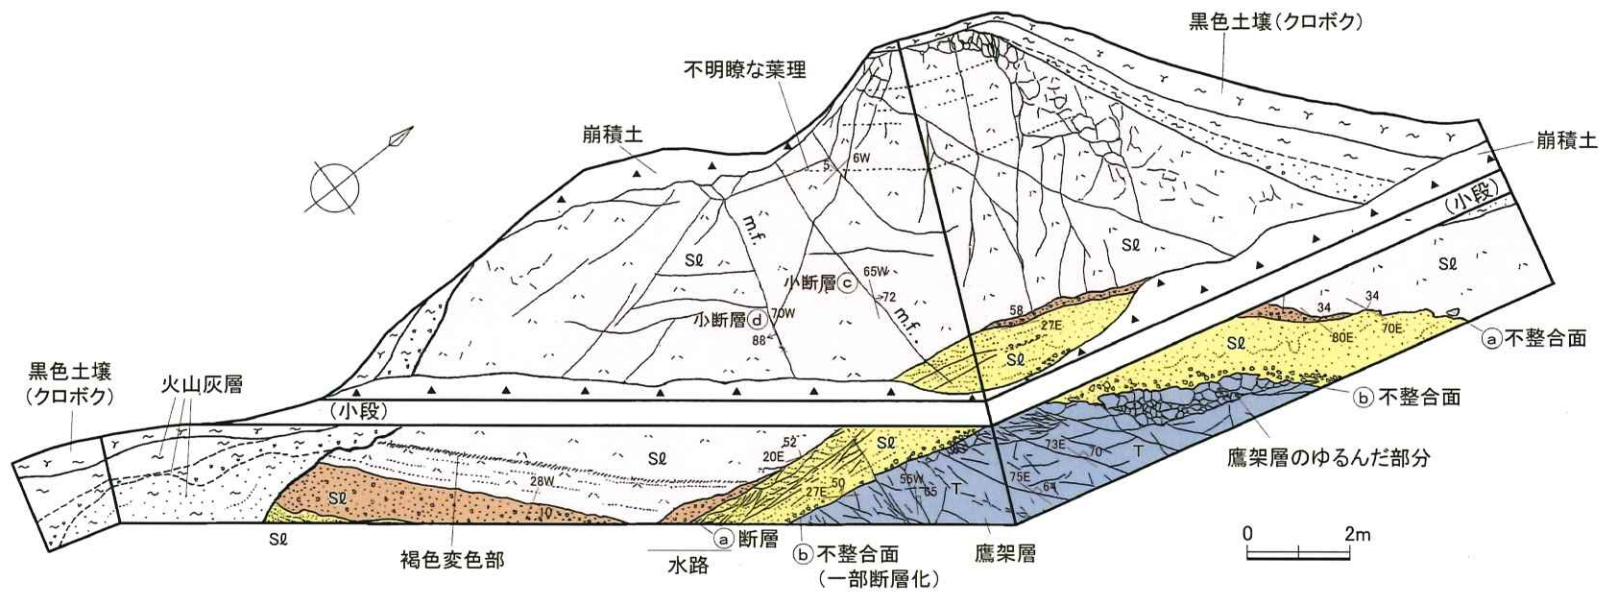 黒色土壌(クロボク)
不明瞭な葉理
崩積土
崩積土
6W
5
(小段)
m.f.
Sℓ
Sℓ
Sℓ
小断層ⓒ
65W
72
m.f.
小断層ⓓ
70W
88
58
27E
Sℓ
34
34
80E
70E
Sℓ
ⓐ不整合面
ⓑ不整合面
黒色土壌
(クロボク)
火山灰層
(小段)
52
20E
Sℓ
Sℓ
28W
10
Sℓ
Sℓ
27E
50
55W
65
T
73E
70
T
75E
64
鷹架層のゆるんだ部分
褐色変色部
ⓐ断層
水路
ⓑ不整合面
(一部断層化)
鷹架層
0
2m